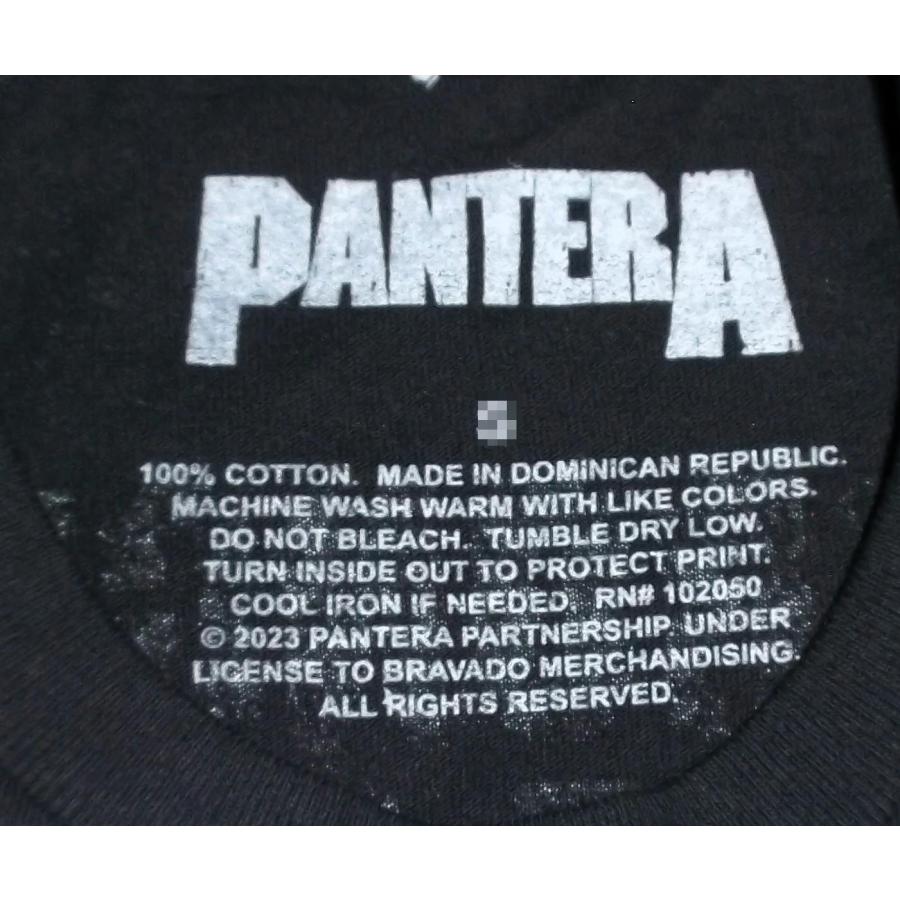 PANTERA
100% COTTON. MADE IN DOMINICAN REPUBLIC.
MACHINE WASH WARM WITH LIKE COLORS.
DO NOT BLEACH. TUMBLE DRY LOW.
TURN INSIDE OUT TO PROTECT PRINT.
COOL IRON IF NEEDED. RN# 102050
© 2023 PANTERA PARTNERSHIP. UNDER
LICENSE TO BRAVADO MERCHANDISING.
ALL RIGHTS RESERVED.